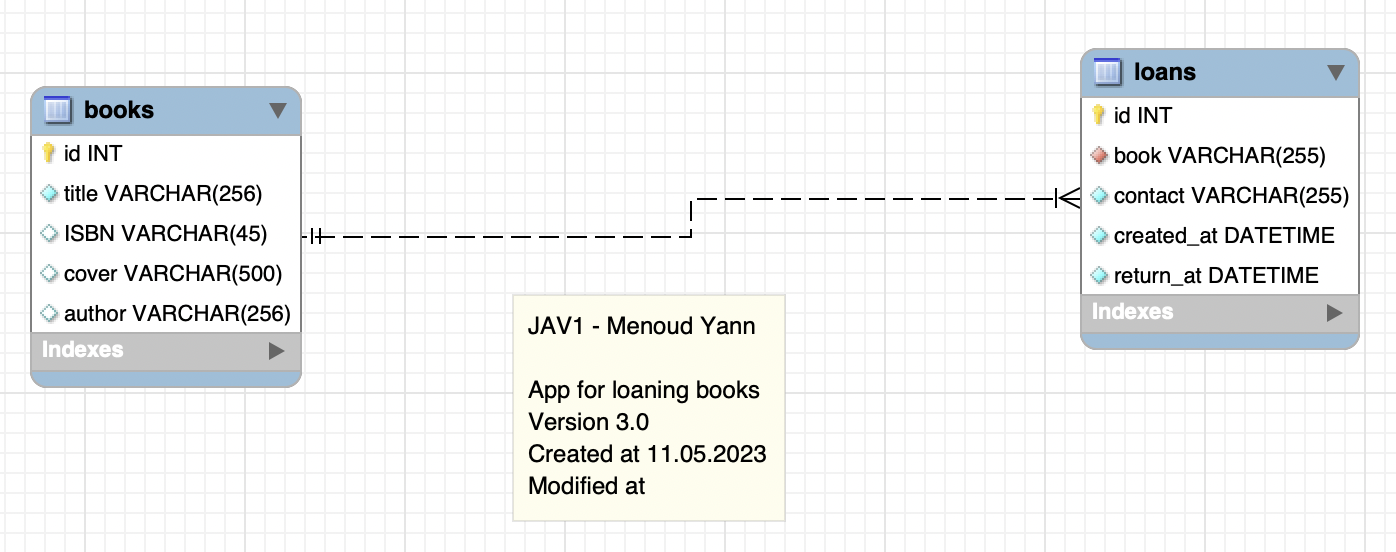 books
id INT
title VARCHAR(256)
ISBN VARCHAR(45)
cover VARCHAR(500)
author VARCHAR(256)
Indexes
loans
id INT
book VARCHAR(255)
contact VARCHAR(255)
created_at DATETIME
return_at DATETIME
Indexes
JAV1 - Menoud Yann
App for loaning books
Version 3.0
Created at 11.05.2023
Modified at